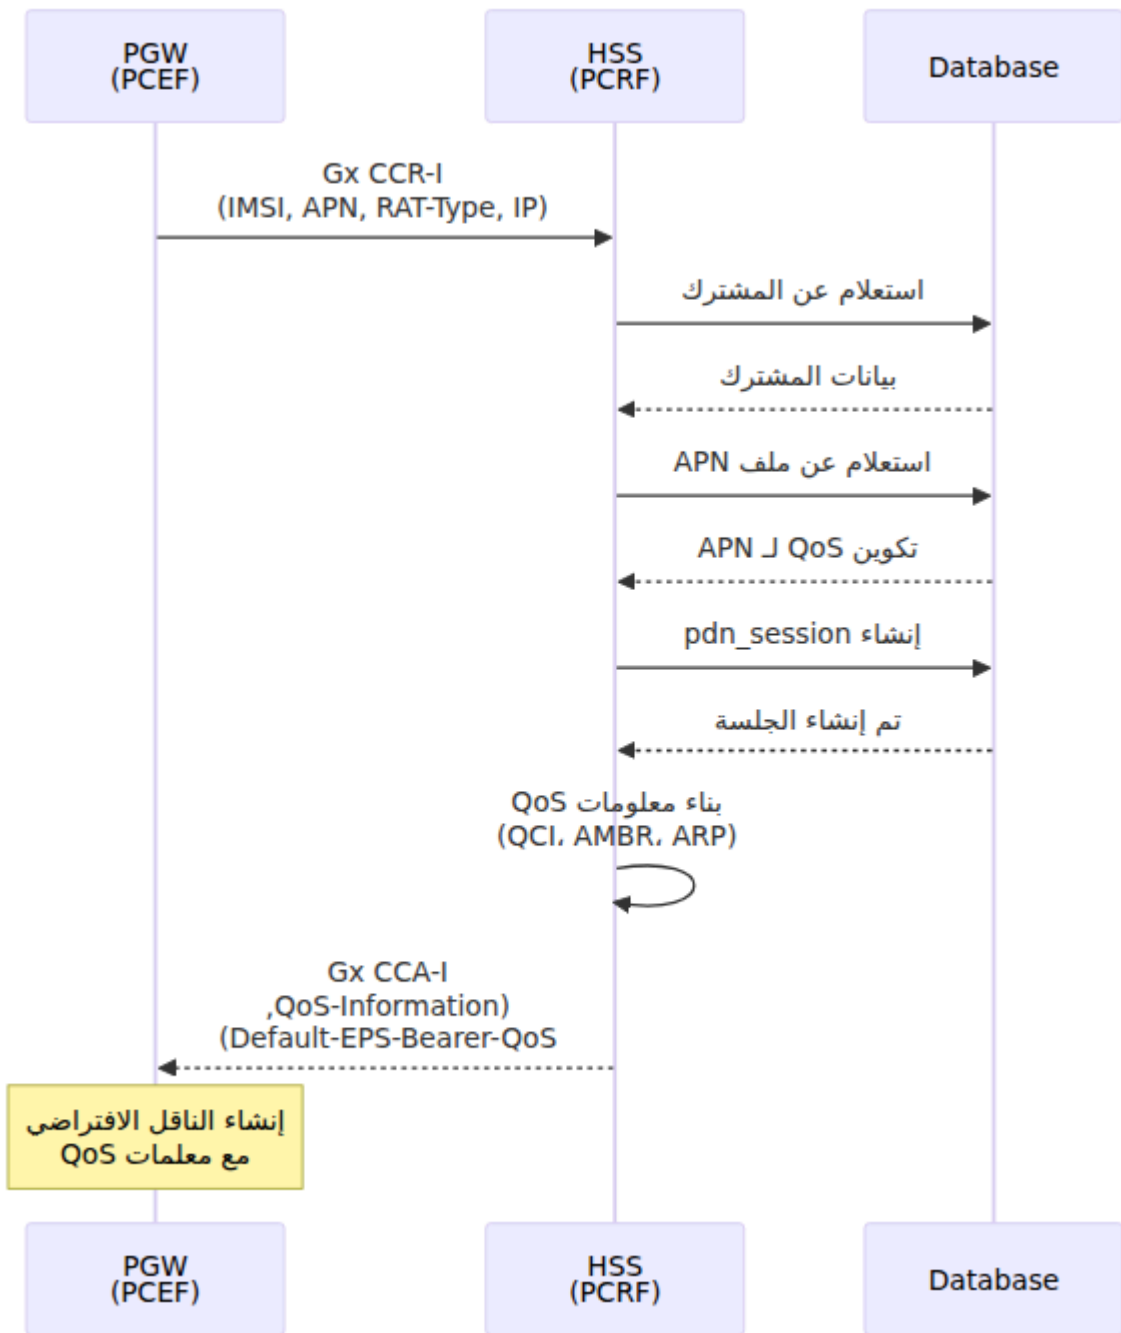 PGW
(PCEF)
HSS
(PCRF)
Database
Gx CCR-I
(IMSI, APN, RAT-Type, IP)
استعلام عن المشترك
بيانات المشترك
استعلام عن ملف APN
تكوين QoS لـ APN
إنشاء pdn_session
تم إنشاء الجلسة
بناء معلومات QoS
(QCI، AMBR، ARP)
Gx CCA-I
,QoS-Information)
(Default-EPS-Bearer-QoS
إنشاء الناقل الافتراضي
مع معلمات QoS
PGW
(PCEF)
HSS
(PCRF)
Database